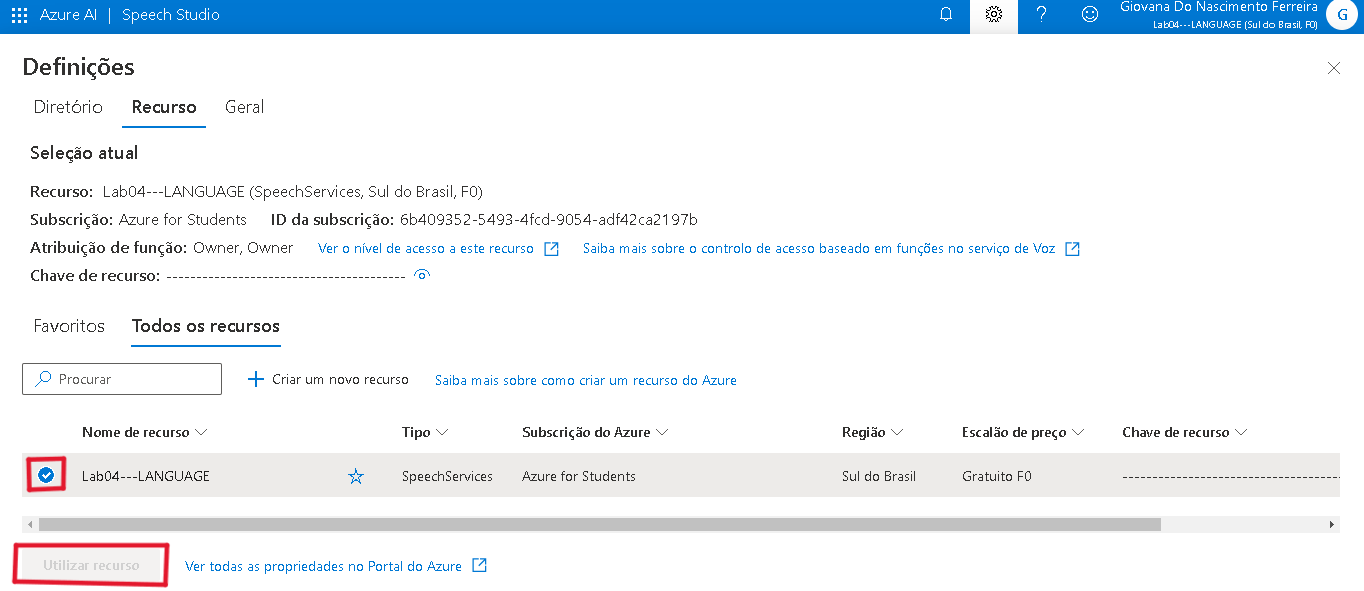 Azure AI | Speech Studio
Giovana Do Nascimento Ferreira
Lab04---LANGUAGE (Sul do Brasil, F0)
G
Definições
Diretório Recurso Geral
Seleção atual
Recurso: Lab04---LANGUAGE (SpeechServices, Sul do Brasil, F0)
Subscrição: Azure for Students ID da subscrição: 6b409352-5493-4fcd-9054-adf42ca2197b
Atribuição de função: Owner, Owner Ver o nível de acesso a este recurso Saiba mais sobre o controlo de acesso baseado em funções no serviço de Voz
Chave de recurso: ----------------------------------------
Favoritos Todos os recursos
Procurar Criar um novo recurso Saiba mais sobre como criar um recurso do Azure
Nome de recurso Tipo Subscrição do Azure Região Escalão de preço Chave de recurso
Lab04---LANGUAGE SpeechServices Azure for Students Sul do Brasil Gratuito F0 ------------------------------------
Utilizar recurso Ver todas as propriedades no Portal do Azure